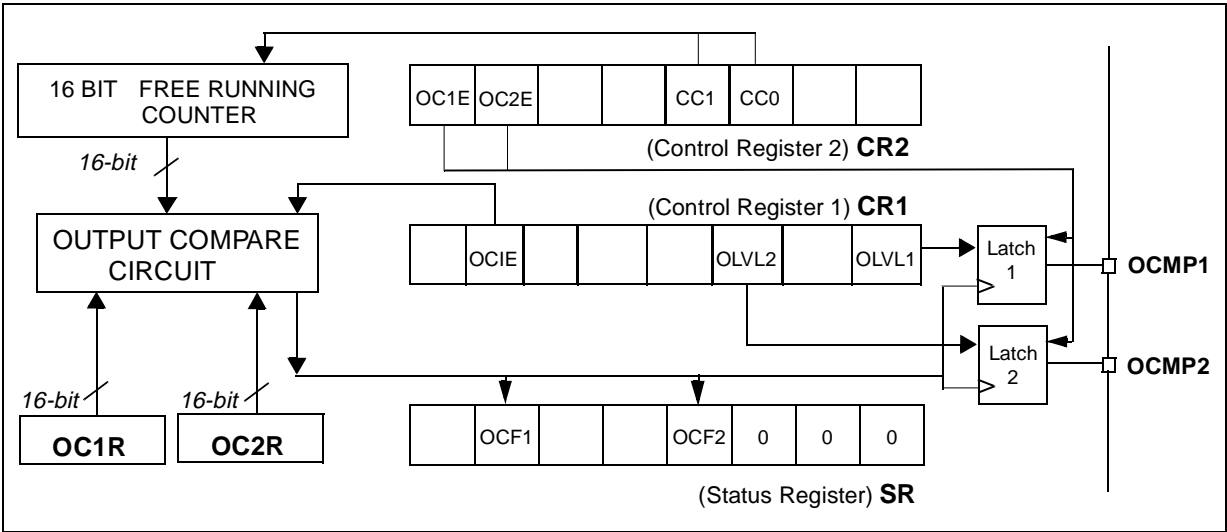 16 BIT FREE RUNNING
COUNTER
OC1E OC2E CC1 CC0
(Control Register 2) CR2
16-bit
(Control Register 1) CR1
OUTPUT COMPARE
CIRCUIT
OCIE OLVL2 OLVL1
Latch
1
OCMP1
Latch
2
OCMP2
16-bit
16-bit
OC1R
OC2R
OCF1 OCF2 0 0 0
(Status Register) SR